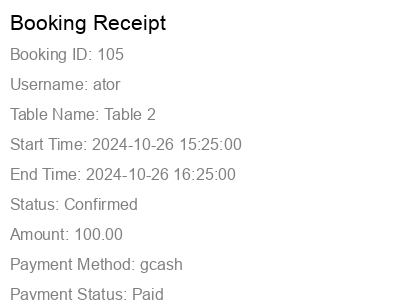 Booking Receipt
Booking ID: 105
Username: ator
Table Name: Table 2
Start Time: 2024-10-26 15:25:00
End Time: 2024-10-26 16:25:00
Status: Confirmed
Amount: 100.00
Payment Method: gcash
Payment Status: Paid